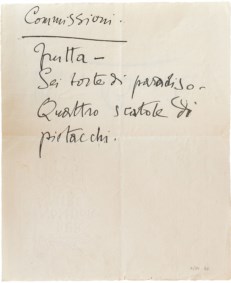 Commissioni.
frutta –
Sei torte di paradiso –
Quattro scatole di
pistacchi.